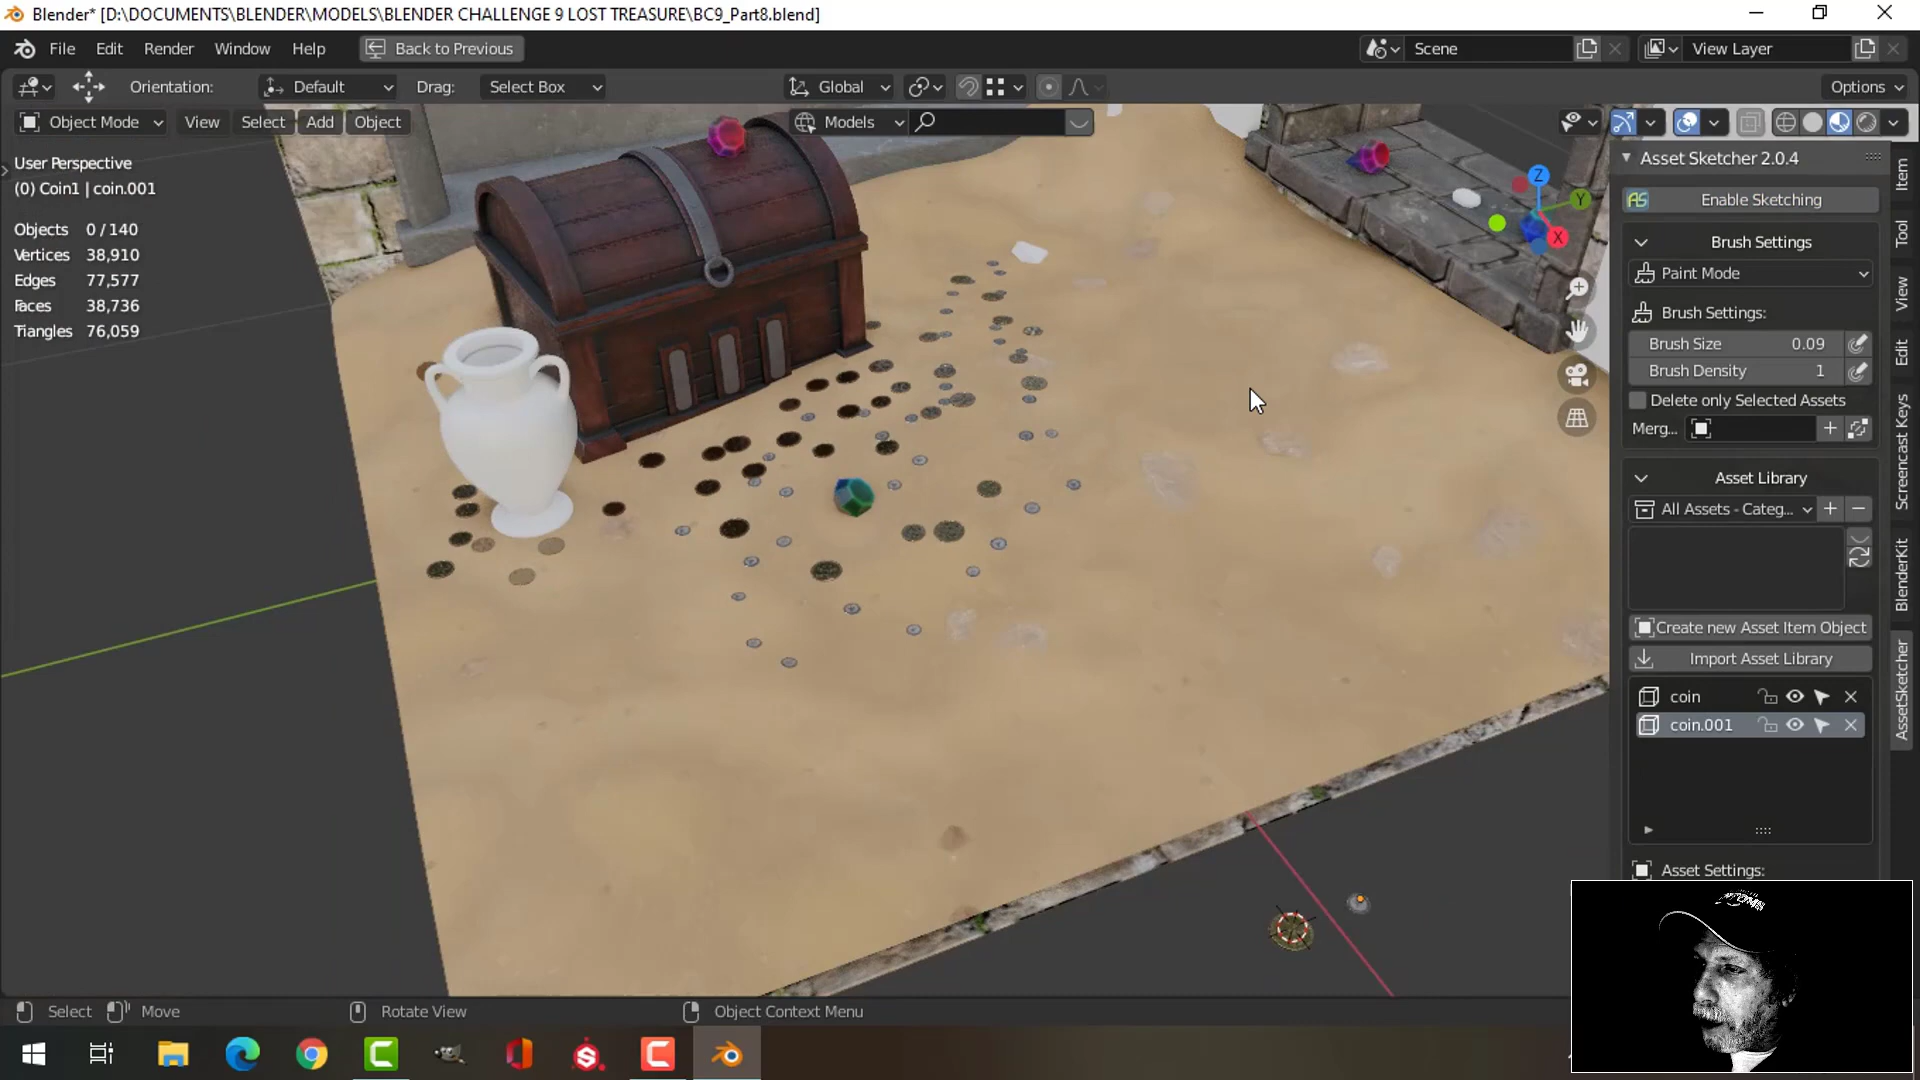 Blender* [D:\DOCUMENTS\BLENDER\MODELS\BLENDER CHALLENGE 9 LOST TREASURE\BC9_Part8.blend]
File Edit Render Window Help Back to Previous Scene View Layer
Orientation: Default Drag: Select Box Global Options
Object Mode View Select Add Object Models
User Perspective
(0) Coin1 | coin.001
Objects 0 / 140
Vertices 38,910
Edges 77,577
Faces 38,736
Triangles 76,059
Z
Y
X
Asset Sketcher 2.0.4
AS Enable Sketching
Brush Settings
Paint Mode
Brush Settings:
Brush Size 0.09
Brush Density 1
Delete only Selected Assets
Merg...
Asset Library
All Assets - Categ...
Create new Asset Item Object
Import Asset Library
coin
coin.001
Asset Settings:
Item
Tool
View
Edit
Screencast Keys
BlenderKit
AssetSketcher
Select Move Rotate View Object Context Menu